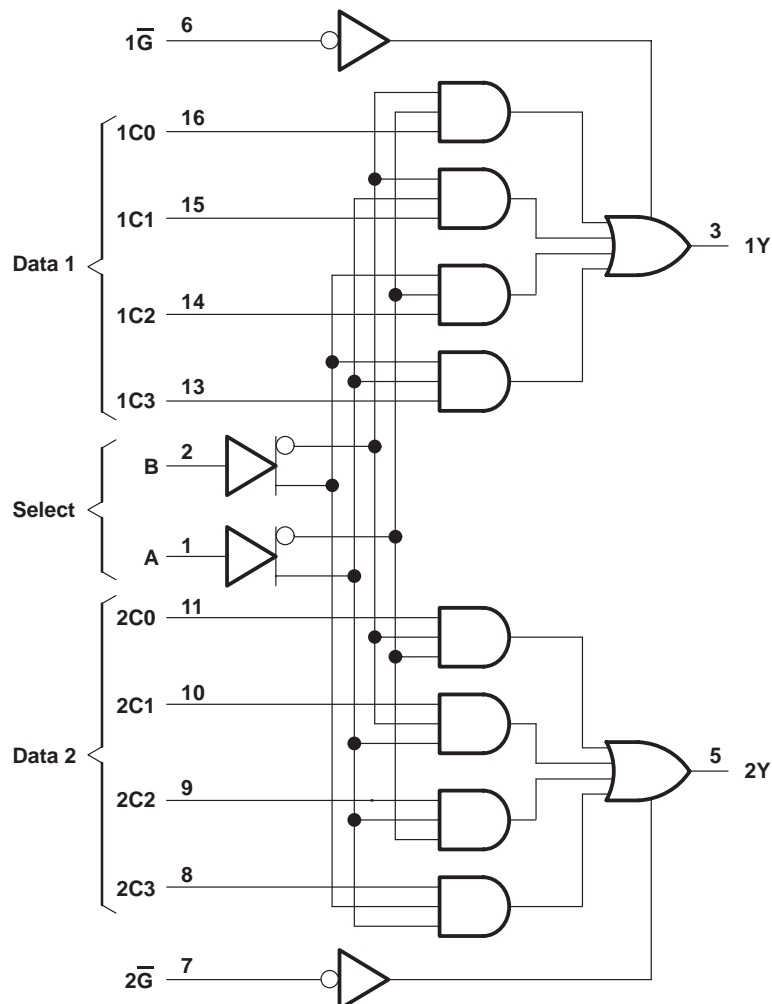 1G̅ 6
1C0 16
1C1 15
Data 1
3 1Y
1C2 14
1C3 13
B 2
Select
A 1
2C0 11
2C1 10
Data 2
5 2Y
2C2 9
2C3 8
2G̅ 7